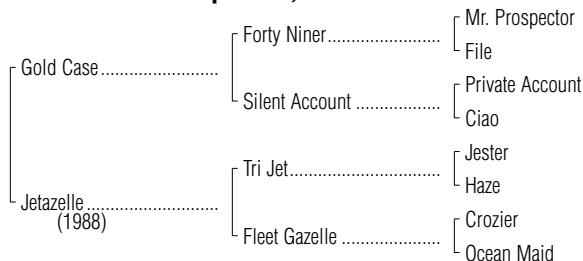 Mr. Prospector
Forty Niner
File
Gold Case
Private Account
Silent Account
Ciao
Jester
Tri Jet
Haze
Jetazelle
(1988)
Crozier
Fleet Gazelle
Ocean Maid